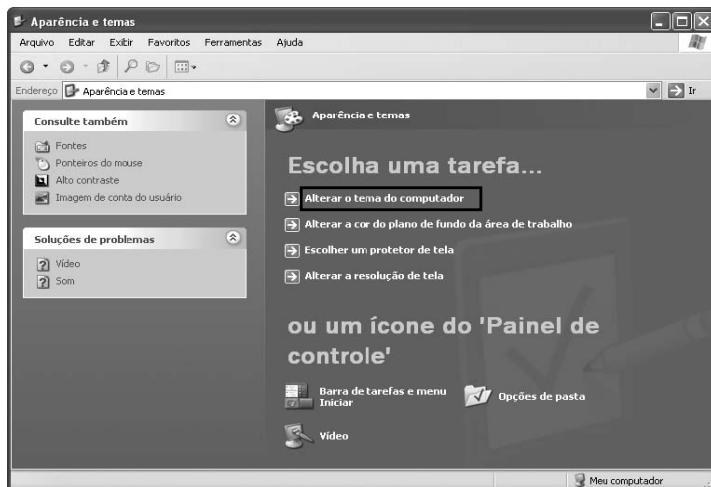 Aparência e temas
Arquivo Editar Exibir Favoritos Ferramentas Ajuda
Endereço Aparência e temas Ir
Consulte também
Fontes
Ponteiros do mouse
Alto contraste
Imagem de conta do usuário
Soluções de problemas
Vídeo
Som
Aparência e temas
Escolha uma tarefa...
Alterar o tema do computador
Alterar a cor do plano de fundo da área de trabalho
Escolher um protetor de tela
Alterar a resolução de tela
ou um ícone do 'Painel de
controle'
Barra de tarefas e menu
Iniciar
Opções de pasta
Vídeo
Meu computador